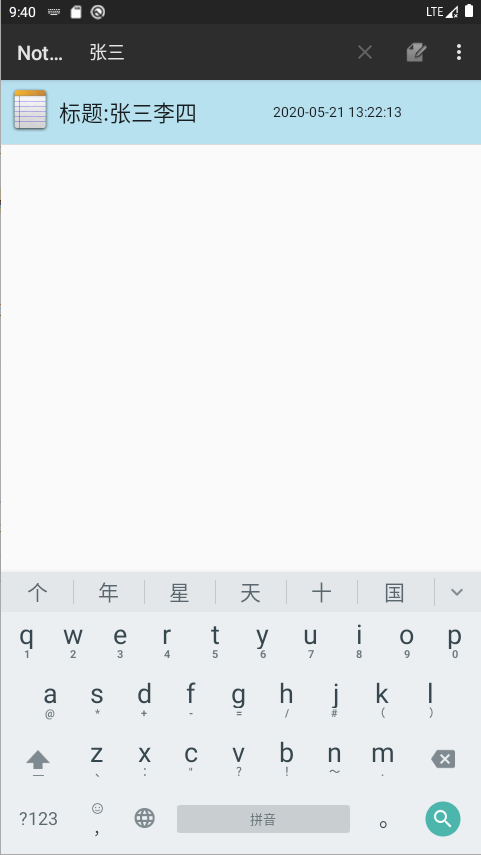 9:40 LTE
Not... 张三
标题:张三李四 2020-05-21 13:22:13
个 年 星 天 十 国
q w e r t y u i o p
1 2 3 4 5 6 7 8 9 0
a s d f g h j k l
@ * + - = / # ( )
z x c v b n m
、 : " ? ! ~ .
?123 , 拼音 。